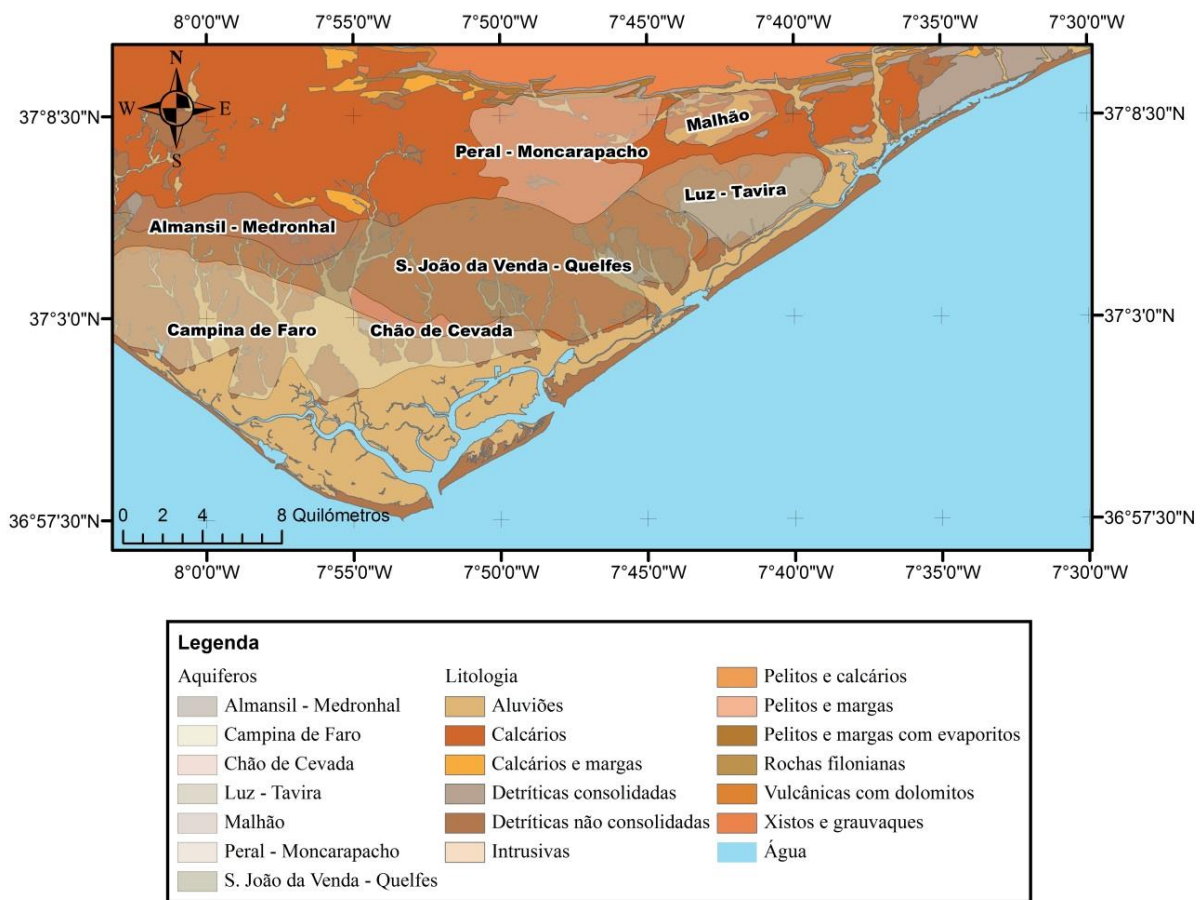 8°0'0"W 7°55'0"W 7°50'0"W 7°45'0"W 7°40'0"W 7°35'0"W 7°30'0"W
N
W E
S
37°8'30"N 37°8'30"N
Malhão
Peral - Moncarapacho
Luz - Tavira
Almansil - Medronhal
S. João da Venda - Quelfes
37°3'0"N 37°3'0"N
Campina de Faro
Chão de Cevada
0 2 4 8 Quilómetros
36°57'30"N 36°57'30"N
8°0'0"W 7°55'0"W 7°50'0"W 7°45'0"W 7°40'0"W 7°35'0"W 7°30'0"W
Legenda
Aquiferos
Almansil - Medronhal
Campina de Faro
Chão de Cevada
Luz - Tavira
Malhão
Peral - Moncarapacho
S. João da Venda - Quelfes
Litologia
Aluviões
Calcários
Calcários e margas
Detríticas consolidadas
Detríticas não consolidadas
Intrusivas
Pelitos e calcários
Pelitos e margas
Pelitos e margas com evaporitos
Rochas filonianas
Vulcânicas com dolomitos
Xistos e grauvaques
Água